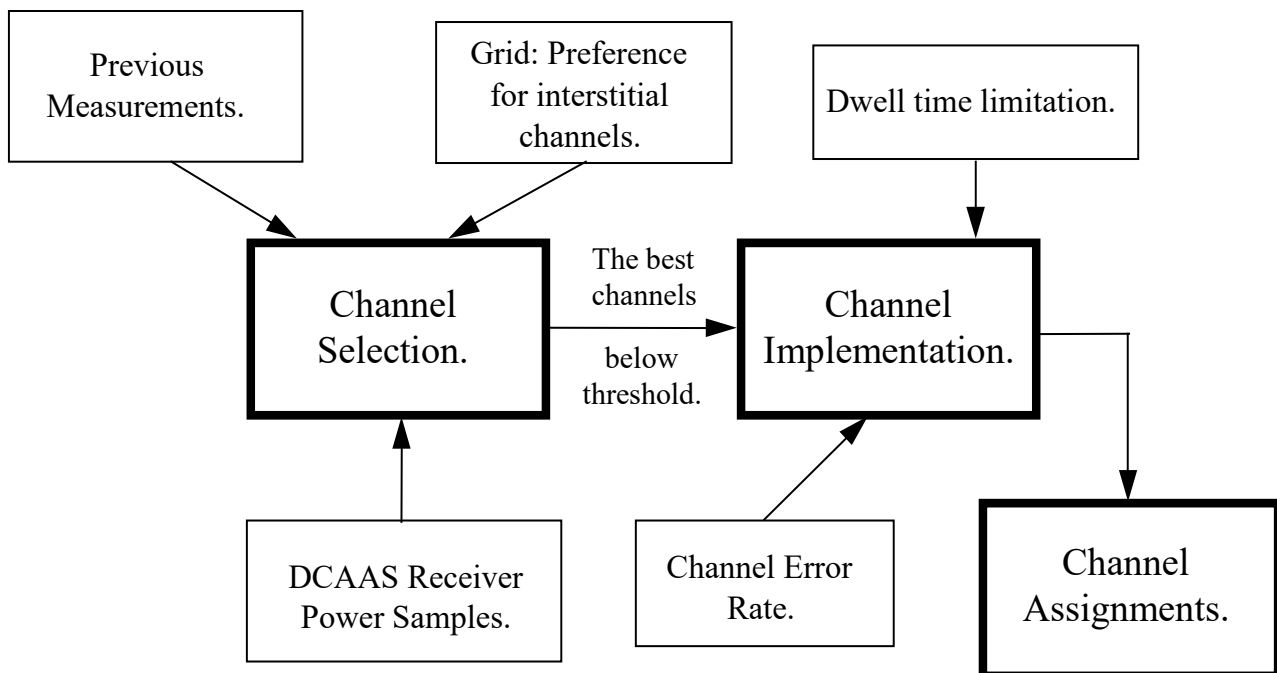 Previous
Measurements.
Grid: Preference
for interstitial
channels.
Dwell time limitation.
Channel
Selection.
The best
channels
below
threshold.
Channel
Implementation.
DCAAS Receiver
Power Samples.
Channel Error
Rate.
Channel
Assignments.